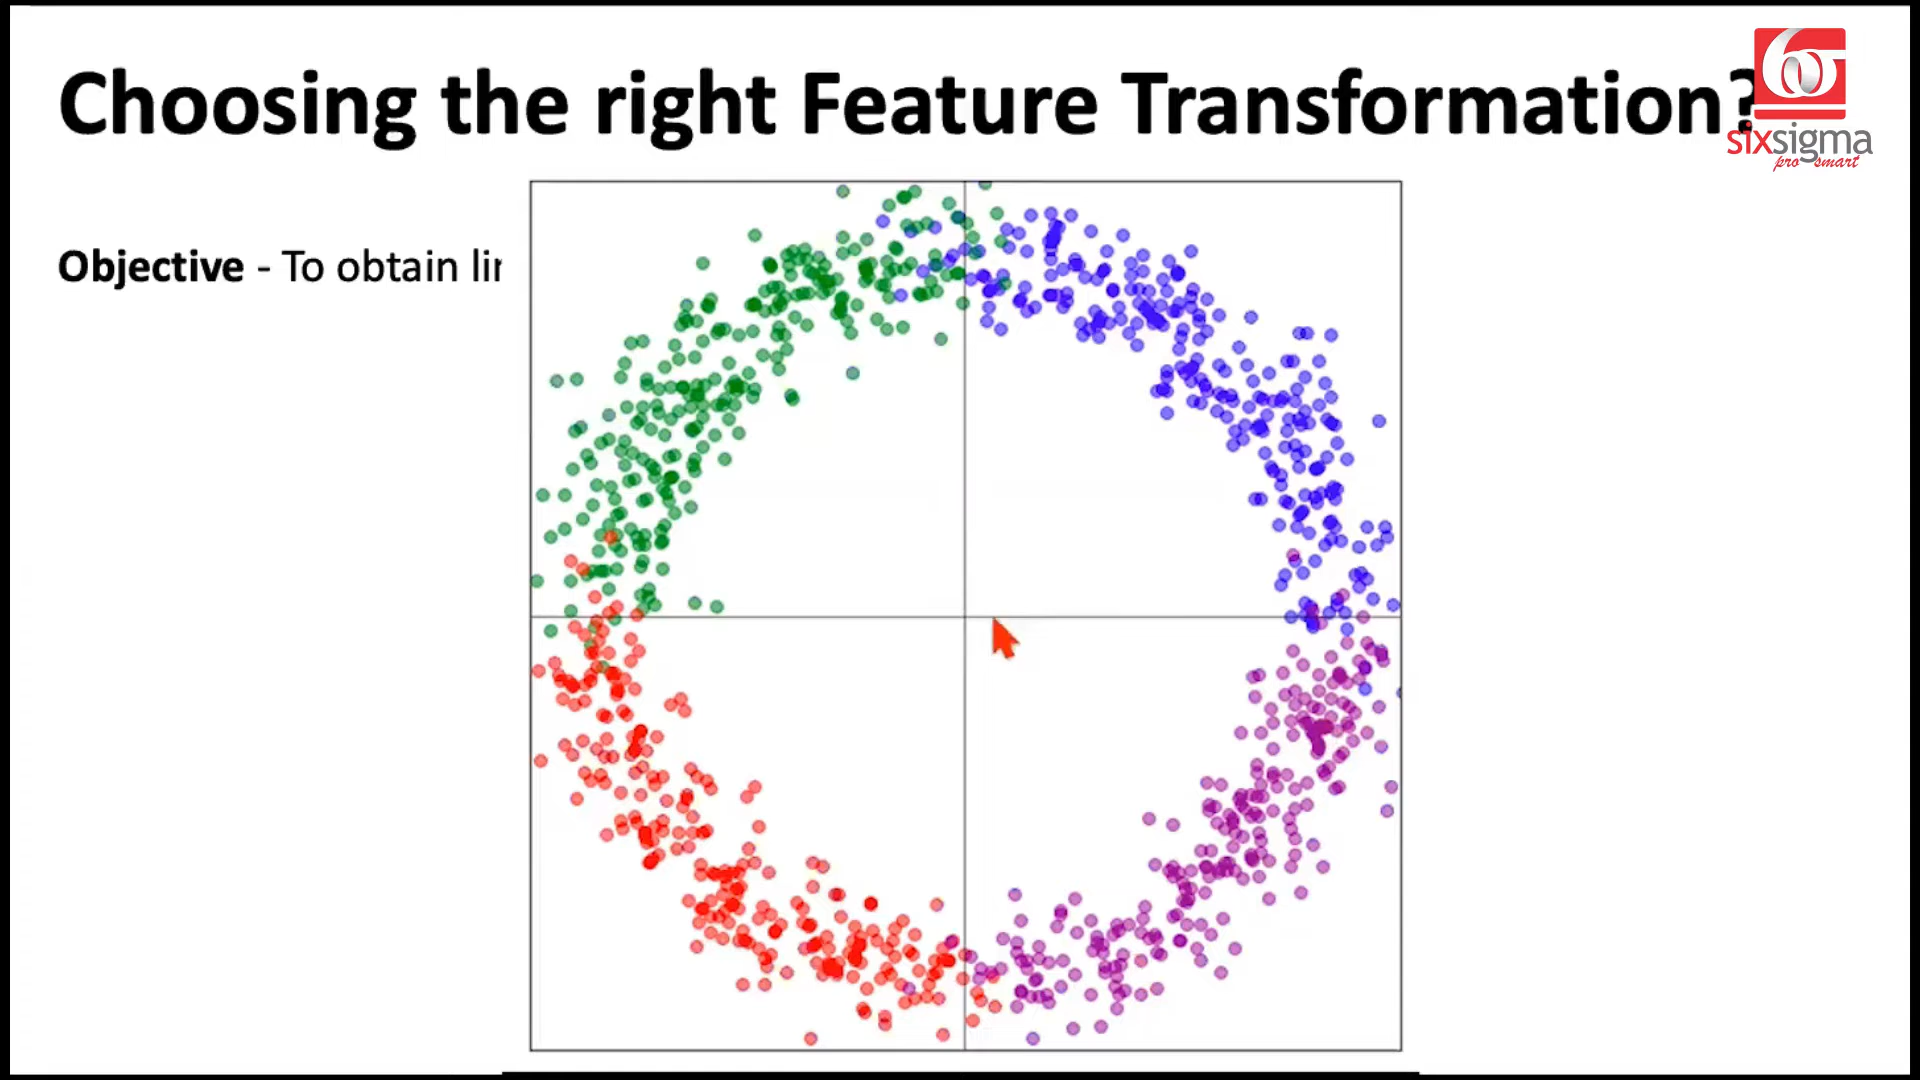 Choosing the right Feature Transformation?
sixsigma
pro smart
Objective - To obtain